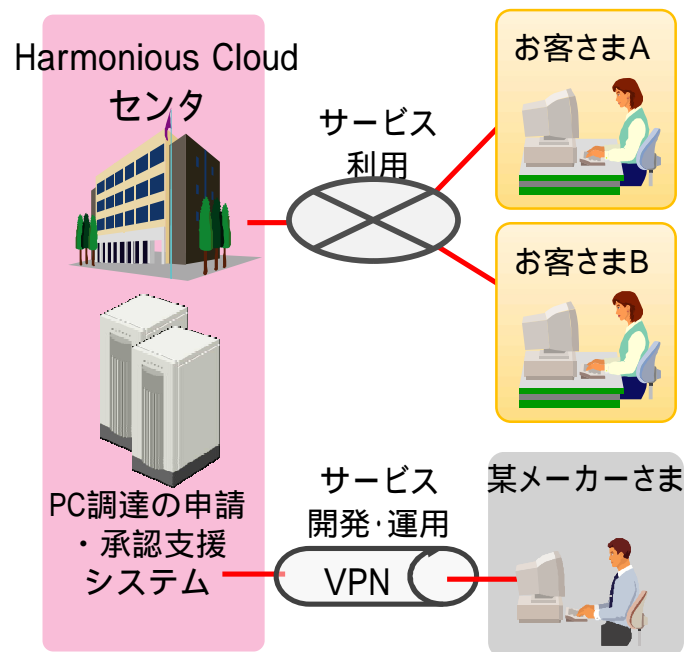 Harmonious Cloud
センタ
サービス
利用
お客さまA
お客さまB
PC調達の申請
・承認支援
システム
サービス
開発・運用
VPN
某メーカーさま